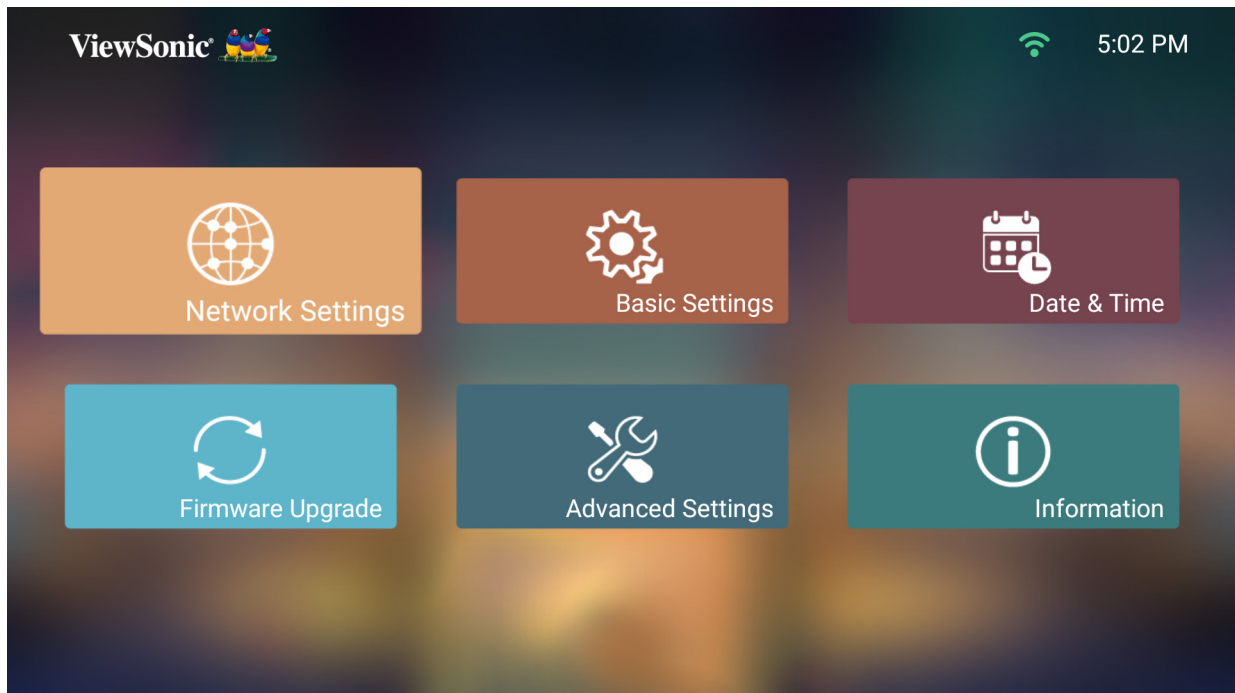 ViewSonic®
5:02 PM
Network Settings
Basic Settings
Date & Time
Firmware Upgrade
Advanced Settings
Information